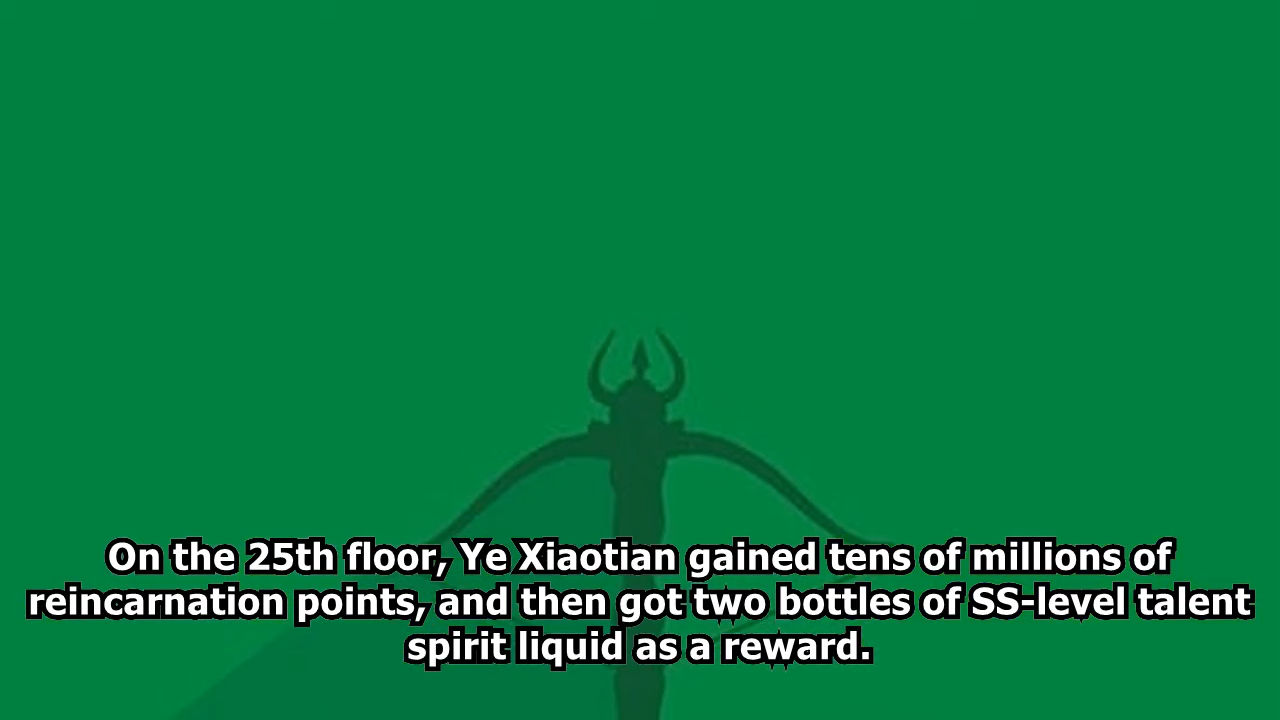 On the 25th floor, Ye Xiaotian gained tens of millions of
reincarnation points, and then got two bottles of SS-level talent
spirit liquid as a reward.